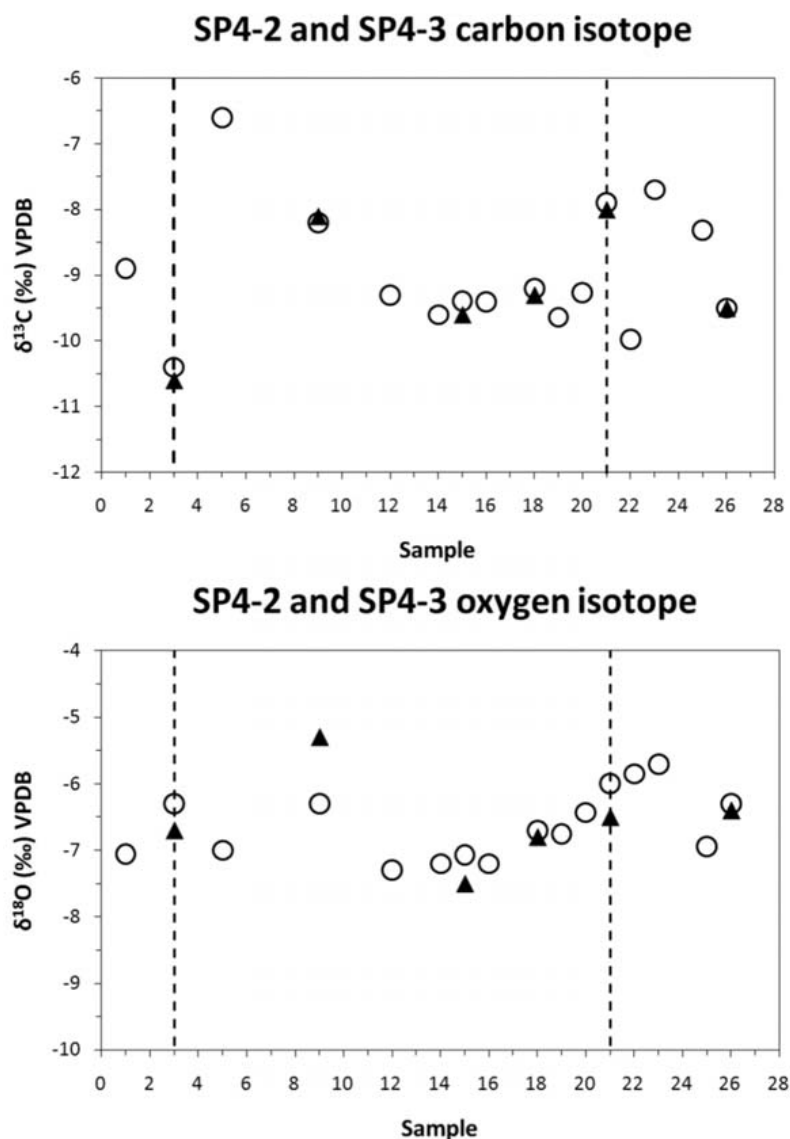 SP4-2 and SP4-3 carbon isotope
-6
-7
-8
-9
-10
-11
-12
δ¹³C (‰) VPDB
0 2 4 6 8 10 12 14 16 18 20 22 24 26 28
Sample
SP4-2 and SP4-3 oxygen isotope
-4
-5
-6
-7
-8
-9
-10
δ¹⁸O (‰) VPDB
0 2 4 6 8 10 12 14 16 18 20 22 24 26 28
Sample